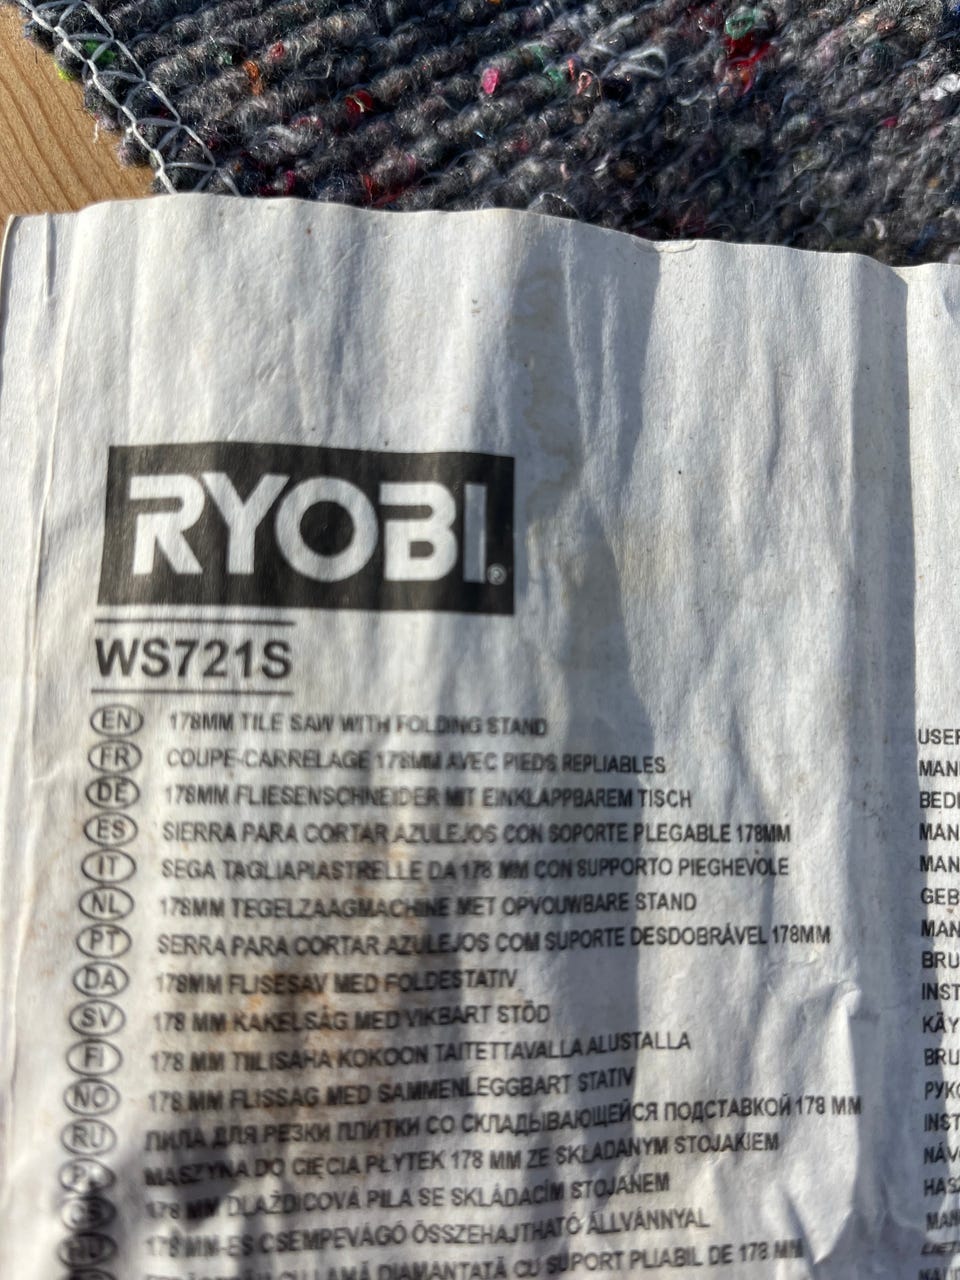 RYOBI®
WS721S
EN 178MM TILE SAW WITH FOLDING STAND USER
FR COUPE-CARRELAGE 178MM AVEC PIEDS REPLIABLES MAN
DE 178MM FLIESENSCHNEIDER MIT EINKLAPPBAREM TISCH BEDI
ES SIERRA PARA CORTAR AZULEJOS CON SOPORTE PLEGABLE 178MM MAN
IT SEGA TAGLIAPIASTRELLE DA 178 MM CON SUPPORTO PIEGHEVOLE MAN
NL 178MM TEGELZAAGMACHINE MET OPVOUWBARE STAND GEB
PT SERRA PARA CORTAR AZULEJOS COM SUPORTE DESDOBRÁVEL 178MM MAN
DA 178MM FLISESAV MED FOLDESTATIV BRU
SV 178 MM KAKELSÅG MED VIKBART STÖD INST
FI 178 MM TIILISAHA KOKOON TAITETTAVALLA ALUSTALLA KÄY
NO 178 MM FLISSAG MED SAMMENLEGGBART STATIV BRU
RU ПИЛА ДЛЯ РЕЗКИ ПЛИТКИ СО СКЛАДЫВАЮЩЕЙСЯ ПОДСТАВКОЙ 178 MM РУКО
MASZYNA DO CIĘCIA PŁYTEK 178 MM ZE SKŁADANYM STOJAKIEM INST
CS 178 MM DLAŽDICOVÁ PILA SE SKLÁDACÍM STOJANEM NÁV
HU 178 MM-ES CSEMPEVÁGÓ ÖSSZEHAJTHATÓ ÁLLVÁNNYAL HAS
CU LAMĂ DIAMANTATĂ CU SUPORT PLIABIL DE 178 MM MAN